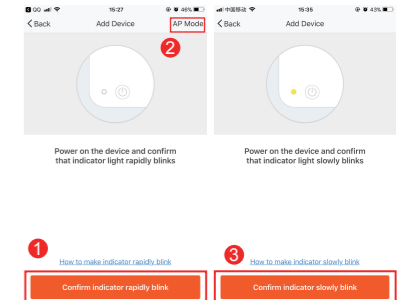 QQ 15:27 46%
Back Add Device AP Mode
2
Power on the device and confirm
that indicator light rapidly blinks
1
How to make indicator rapidly blink
Confirm indicator rapidly blink
中国移动 15:35 43%
Back Add Device
Power on the device and confirm
that indicator light slowly blinks
3
How to make indicator slowly blink
Confirm indicator slowly blink